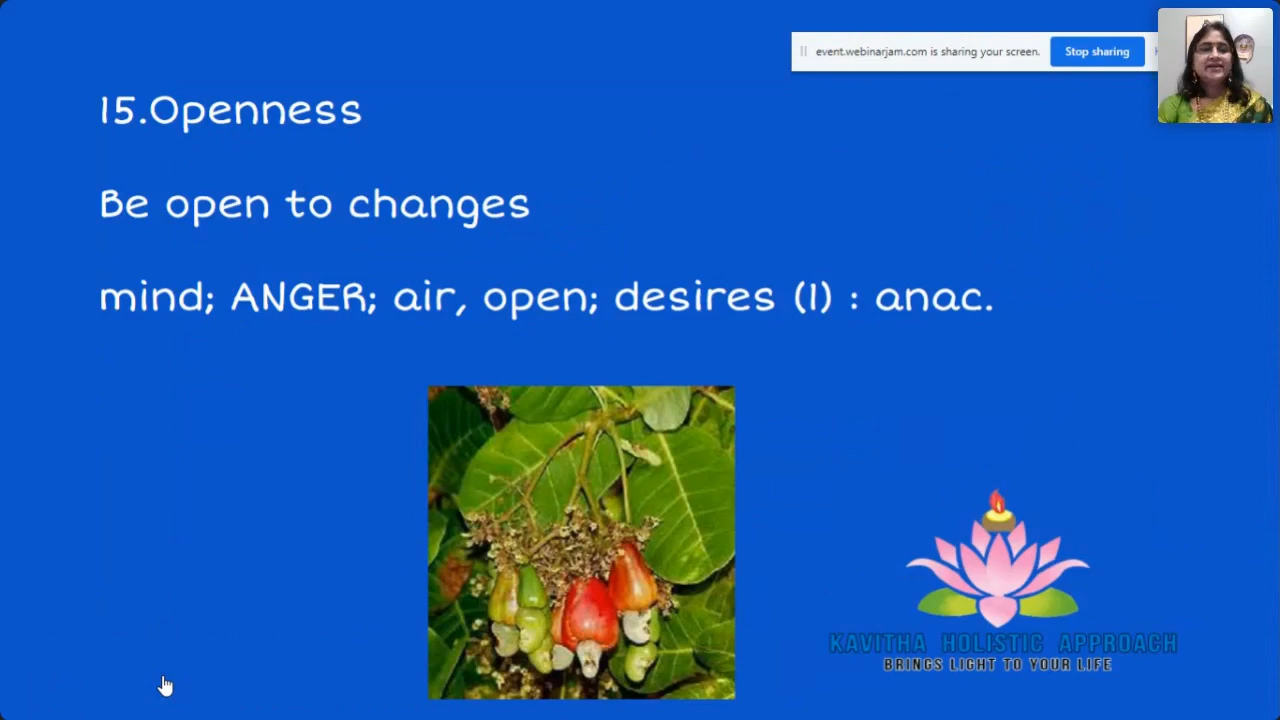 event.webinarjam.com is sharing your screen. Stop sharing
15.Openness
Be open to changes
mind; ANGER; air, open; desires (1) : anac.
KAVITHA HOLISTIC APPROACH
BRINGS LIGHT TO YOUR LIFE